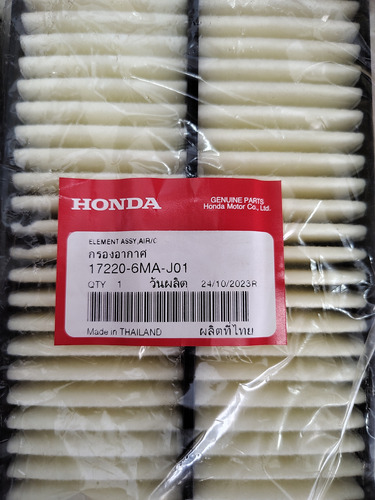 HONDA
GENUINE PARTS
Honda Motor Co., Ltd.
ELEMENT ASSY,AIR/C
กรองอากาศ
17220-6MA-J01
QTY 1 วันผลิต 24/10/2023R
Made in THAILAND ผลิตที่ไทย